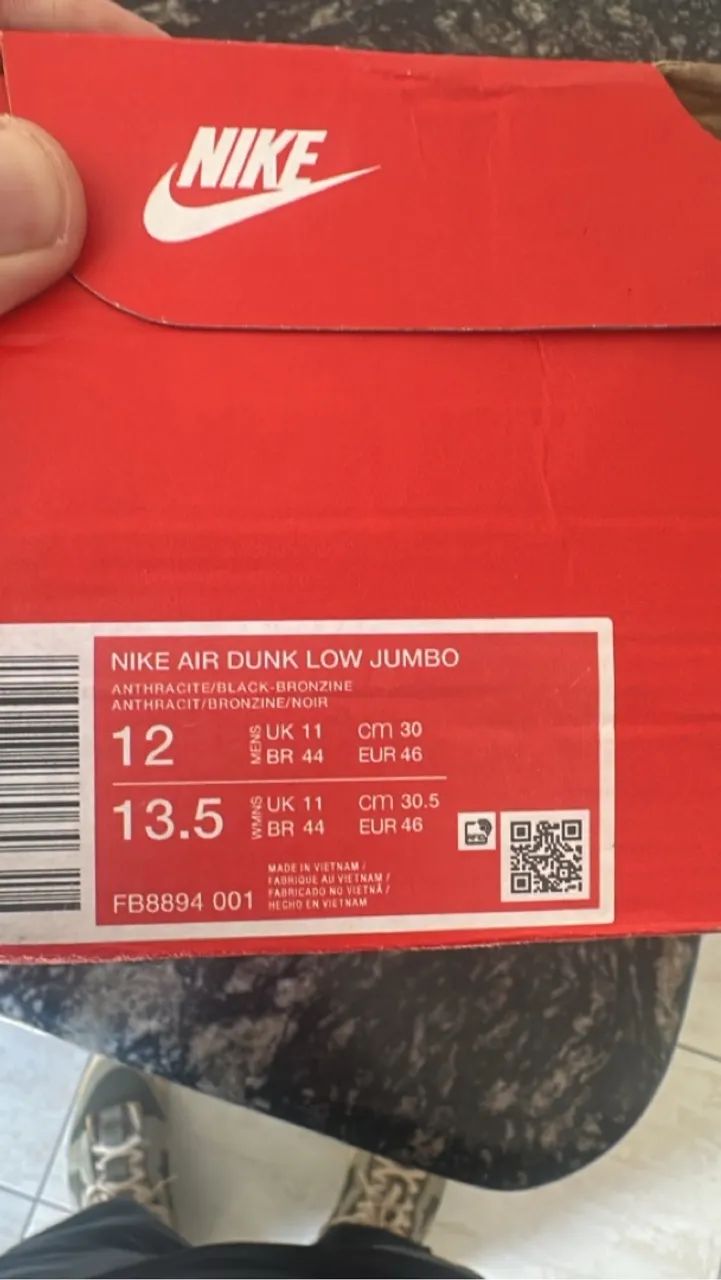 NIKE
NIKE AIR DUNK LOW JUMBO
ANTHRACITE/BLACK-BRONZINE
ANTHRACIT/BRONZINE/NOIR
12 MENS UK 11 cm 30
BR 44 EUR 46
13.5 WMNS UK 11 cm 30.5
BR 44 EUR 46
MADE IN VIETNAM /
FABRIQUE AU VIETNAM /
FABRICADO NO VIETNÃ /
HECHO EN VIETNAM
FB8894 001